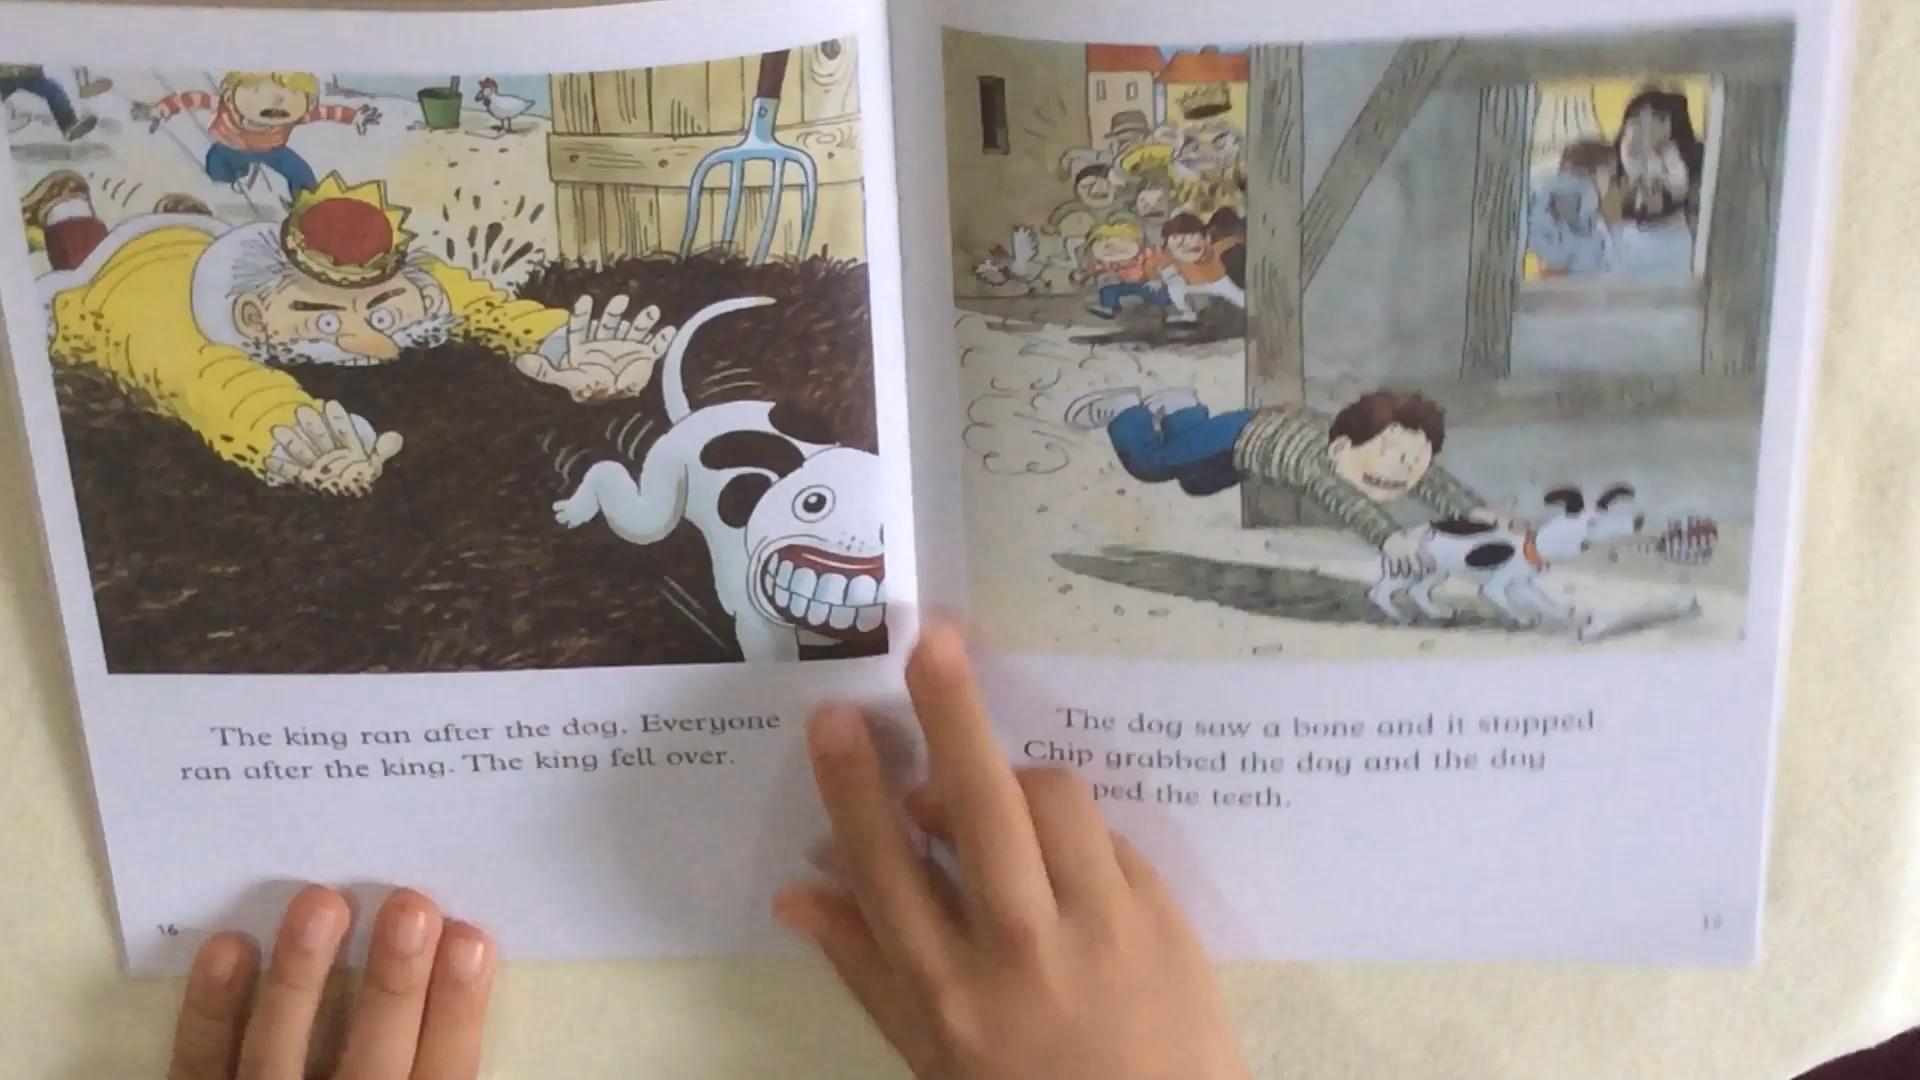 The king ran after the dog. Everyone
ran after the king. The king fell over.
16
The dog saw a bone and it stopped
Chip grabbed the dog and the dog
ped the teeth.